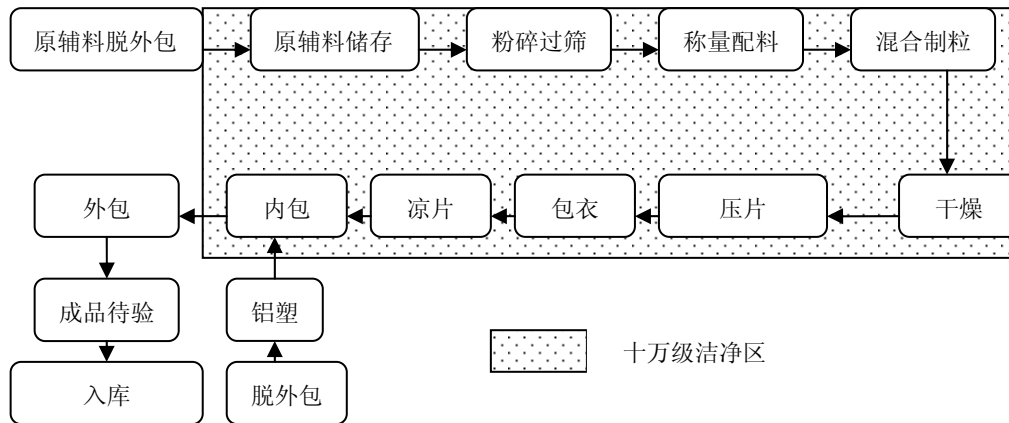 原辅料脱外包
原辅料储存
粉碎过筛
称量配料
混合制粒
外包
内包
凉片
包衣
压片
干燥
成品待验
铝塑
十万级洁净区
入库
脱外包